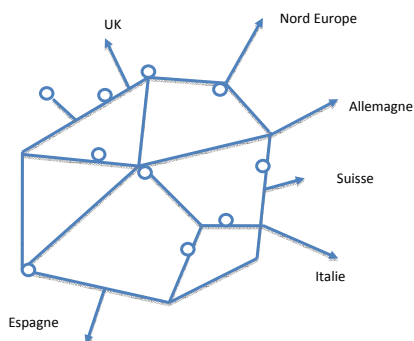 UK
Nord Europe
Allemagne
Suisse
Italie
Espagne